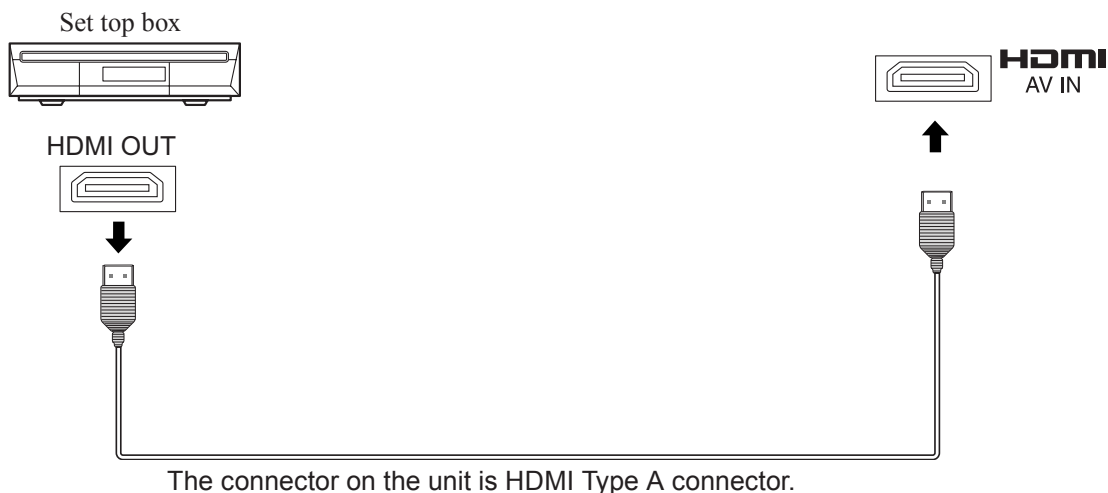 Set top box
HDMI OUT
HDMI
AV IN
The connector on the unit is HDMI Type A connector.